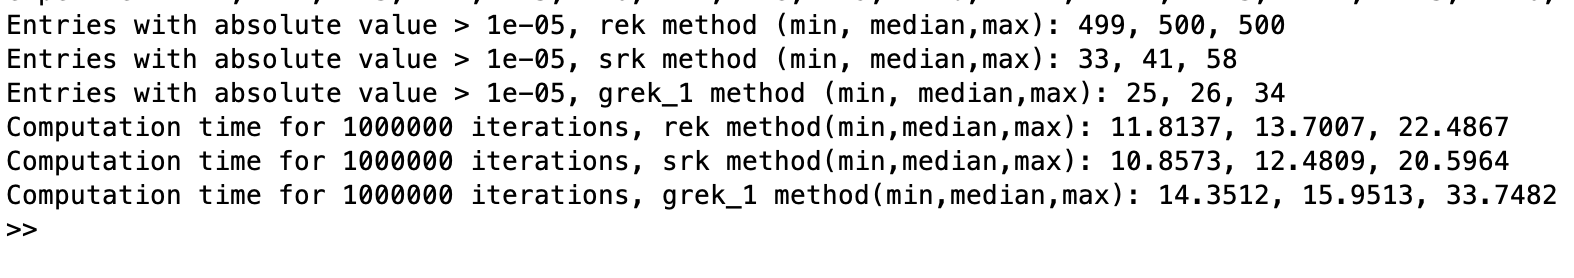 Entries with absolute value > 1e-05, rek method (min, median,max): 499, 500, 500
Entries with absolute value > 1e-05, srk method (min, median,max): 33, 41, 58
Entries with absolute value > 1e-05, grek_1 method (min, median,max): 25, 26, 34
Computation time for 1000000 iterations, rek method(min,median,max): 11.8137, 13.7007, 22.4867
Computation time for 1000000 iterations, srk method(min,median,max): 10.8573, 12.4809, 20.5964
Computation time for 1000000 iterations, grek_1 method(min,median,max): 14.3512, 15.9513, 33.7482
>>